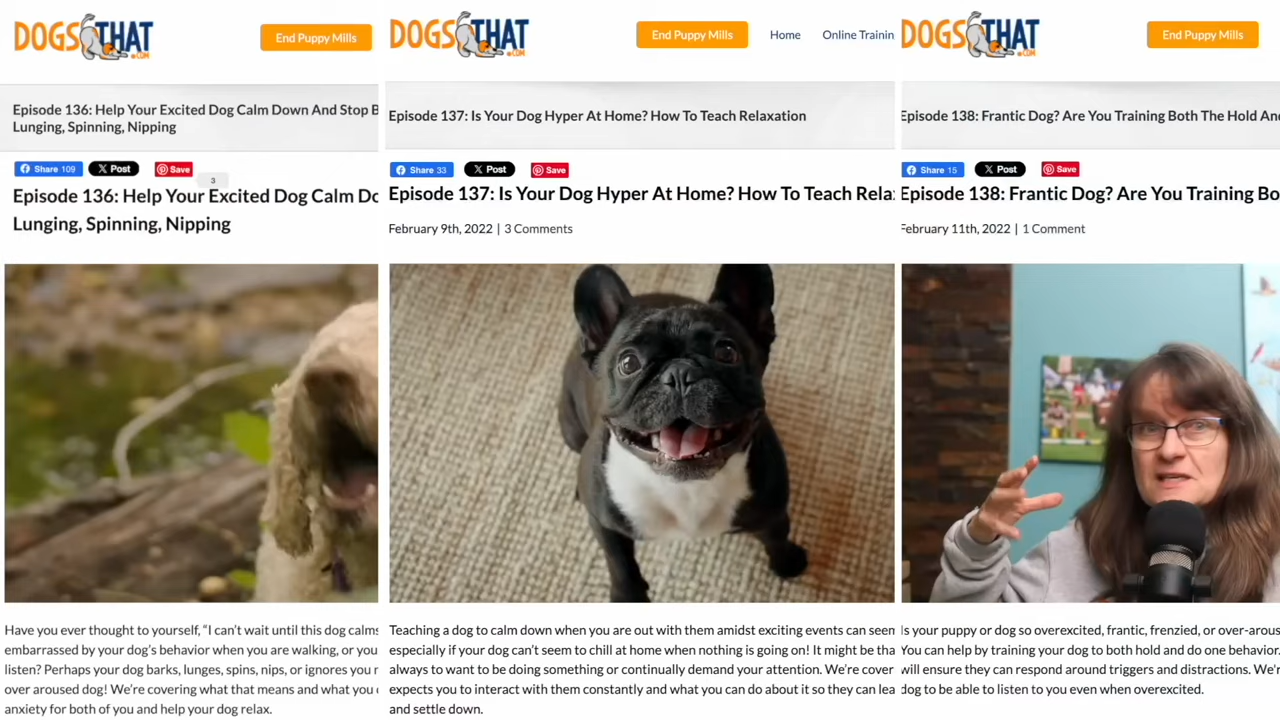 DOGSTHAT
.COM
End Puppy Mills
Episode 136: Help Your Excited Dog Calm Down And Stop B
Lunging, Spinning, Nipping
Share 109
Post
Save
3
Episode 136: Help Your Excited Dog Calm Do
Lunging, Spinning, Nipping
Have you ever thought to yourself, “I can’t wait until this dog calms
embarrassed by your dog’s behavior when you are walking, or you
listen? Perhaps your dog barks, lunges, spins, nips, or ignores you
over aroused dog! We’re covering what that means and what you
anxiety for both of you and help your dog relax.
DOGSTHAT
.COM
End Puppy Mills
Home
Online Trainin
Episode 137: Is Your Dog Hyper At Home? How To Teach Relaxation
Share 33
Post
Save
Episode 137: Is Your Dog Hyper At Home? How To Teach Rela
February 9th, 2022 | 3 Comments
Teaching a dog to calm down when you are out with them amidst exciting events can seem
especially if your dog can’t seem to chill at home when nothing is going on! It might be tha
always to want to be doing something or continually demand your attention. We’re cover
expects you to interact with them constantly and what you can do about it so they can lea
and settle down.
DOGSTHAT
.COM
End Puppy Mills
Episode 138: Frantic Dog? Are You Training Both The Hold An
Share 15
Post
Save
Episode 138: Frantic Dog? Are You Training Bo
February 11th, 2022 | 1 Comment
Is your puppy or dog so overexcited, frantic, frenzied, or over-arous
You can help by training your dog to both hold and do one behavior.
will ensure they can respond around triggers and distractions. We’r
dog to be able to listen to you even when overexcited.